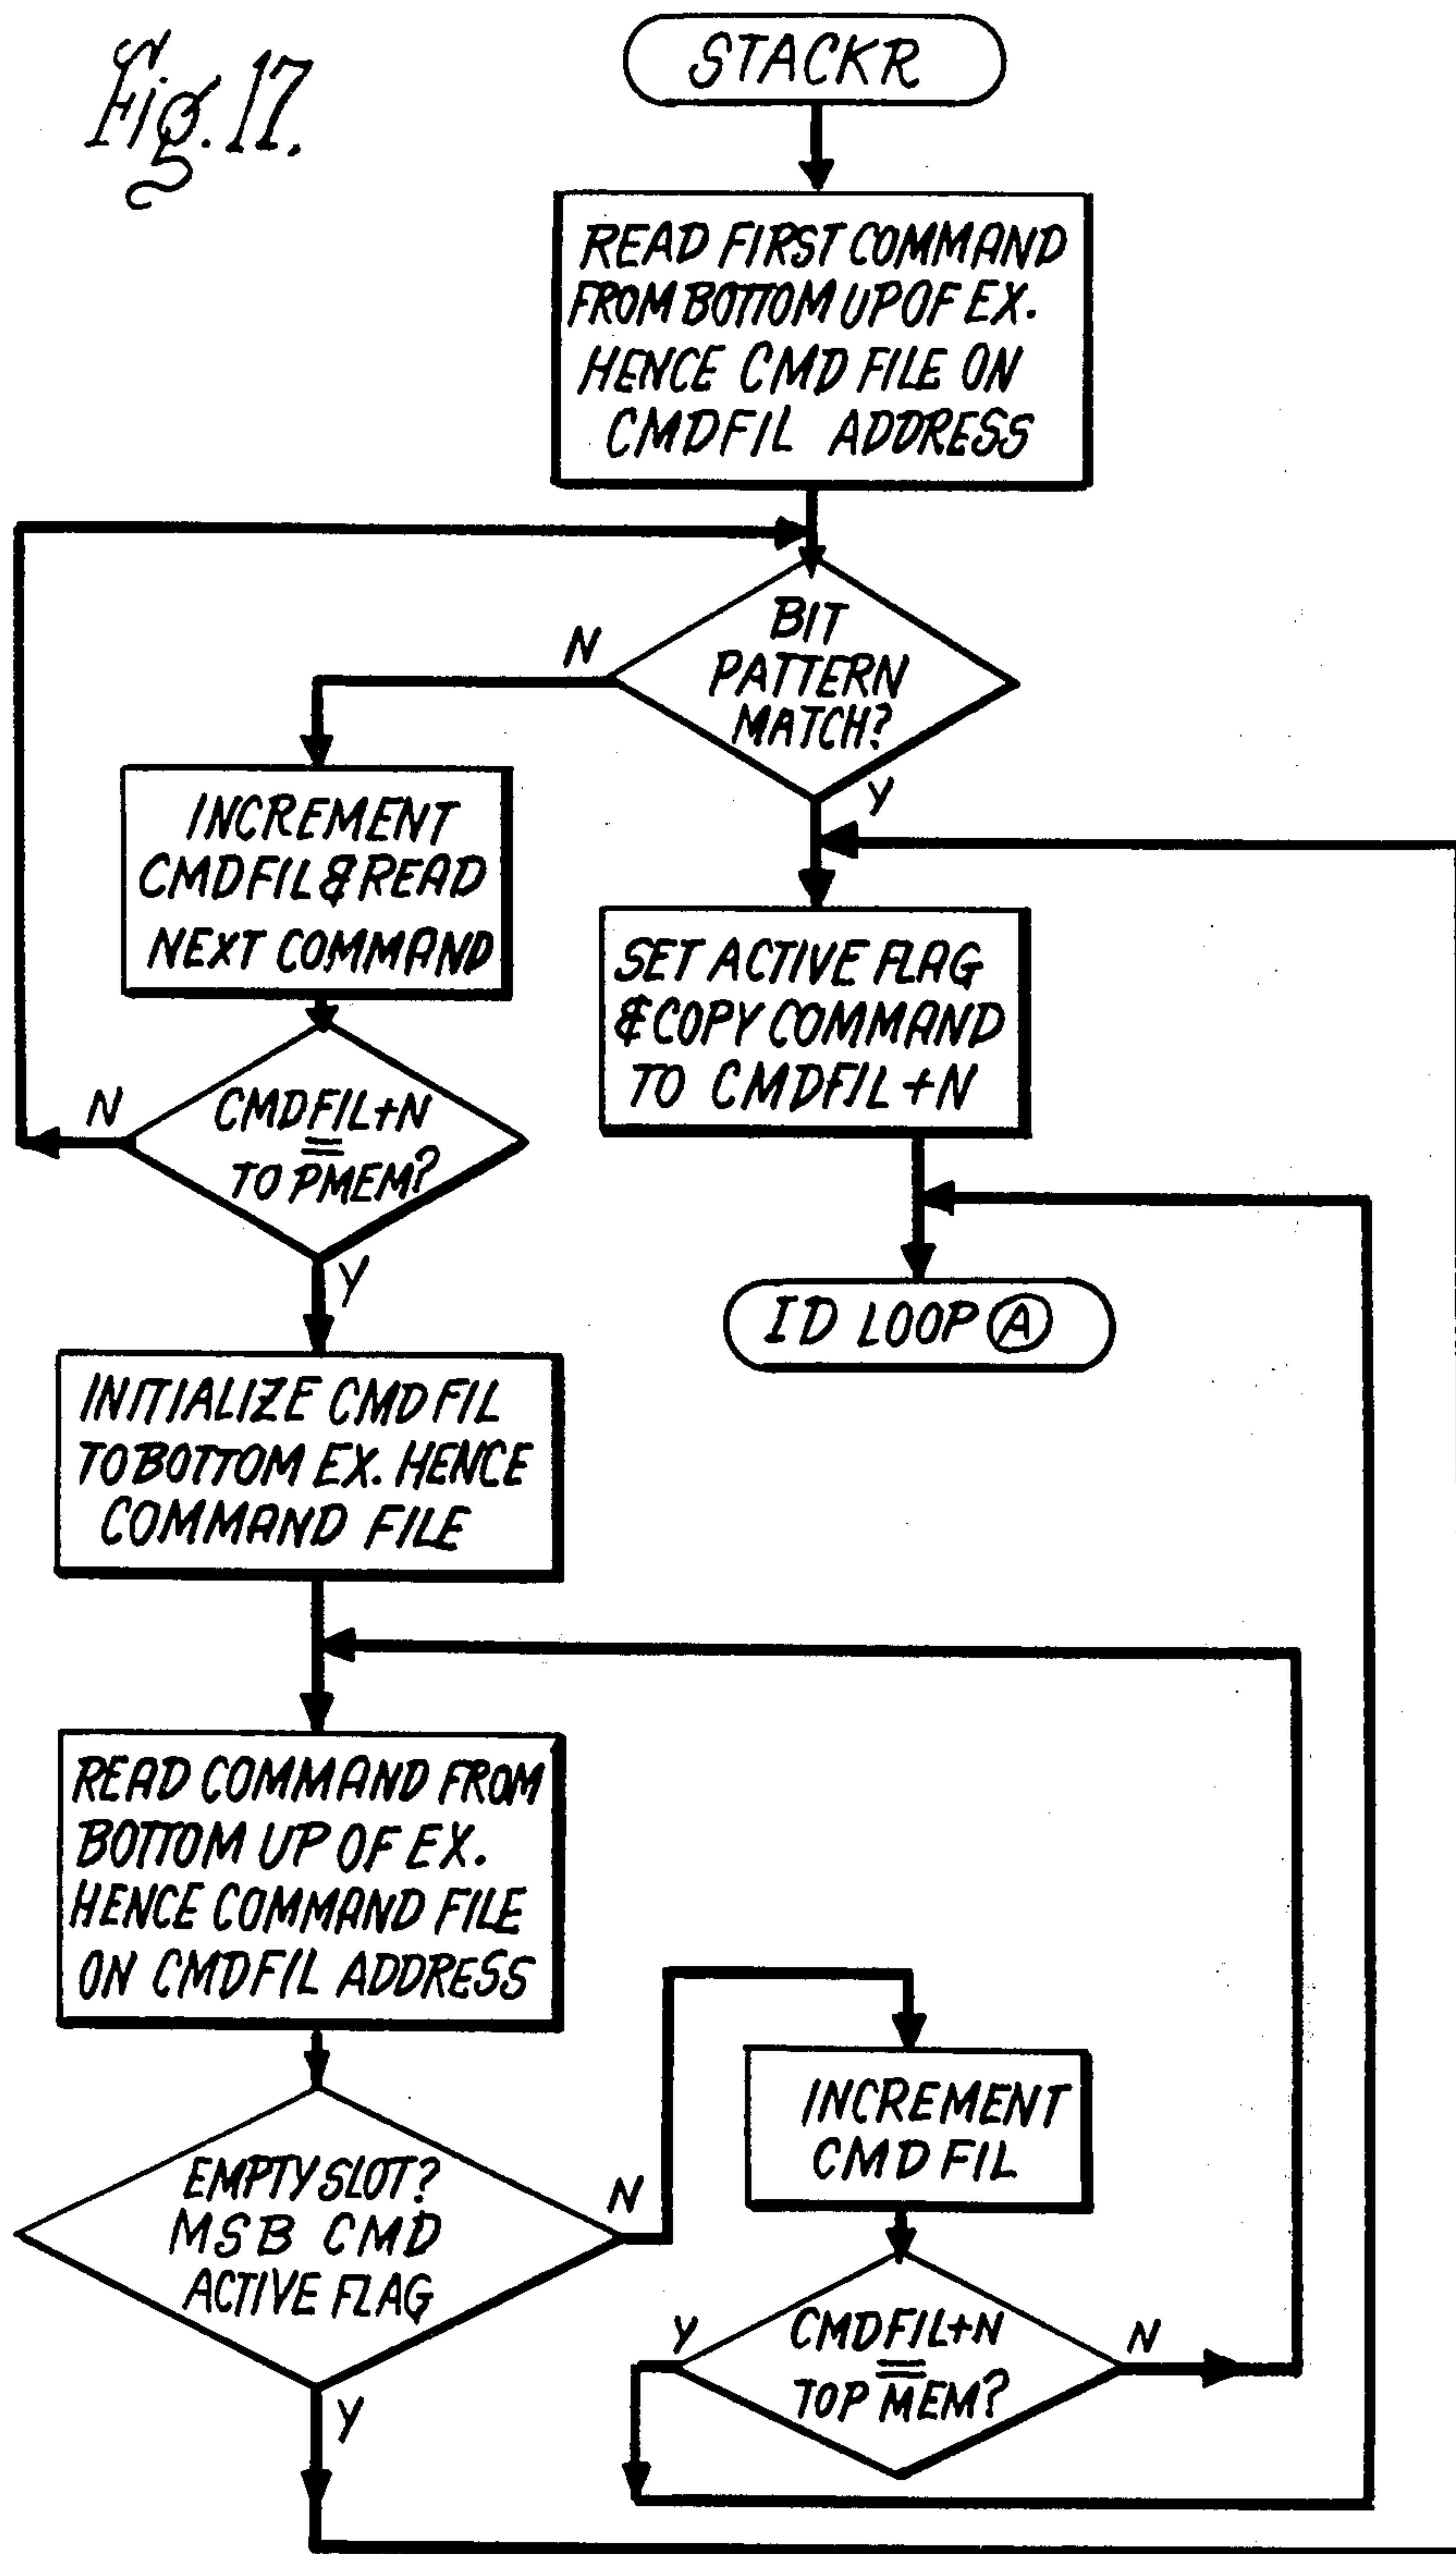 Fig. 17.
STACKR
READ FIRST COMMAND
FROM BOTTOM UP OF EX.
HENCE CMD FILE ON
CMDFIL ADDRESS
BIT
PATTERN
MATCH?
N
Y
INCREMENT
CMDFIL & READ
NEXT COMMAND
SET ACTIVE FLAG
& COPY COMMAND
TO CMDFIL +N
CMDFIL+N
=
TO PMEM?
N
Y
ID LOOP A
INITIALIZE CMDFIL
TO BOTTOM EX. HENCE
COMMAND FILE
READ COMMAND FROM
BOTTOM UP OF EX.
HENCE COMMAND FILE
ON CMDFIL ADDRESS
EMPTY SLOT?
MSB CMD
ACTIVE FLAG
N
Y
INCREMENT
CMD FIL
CMDFIL+N
=
TOP MEM?
Y
N